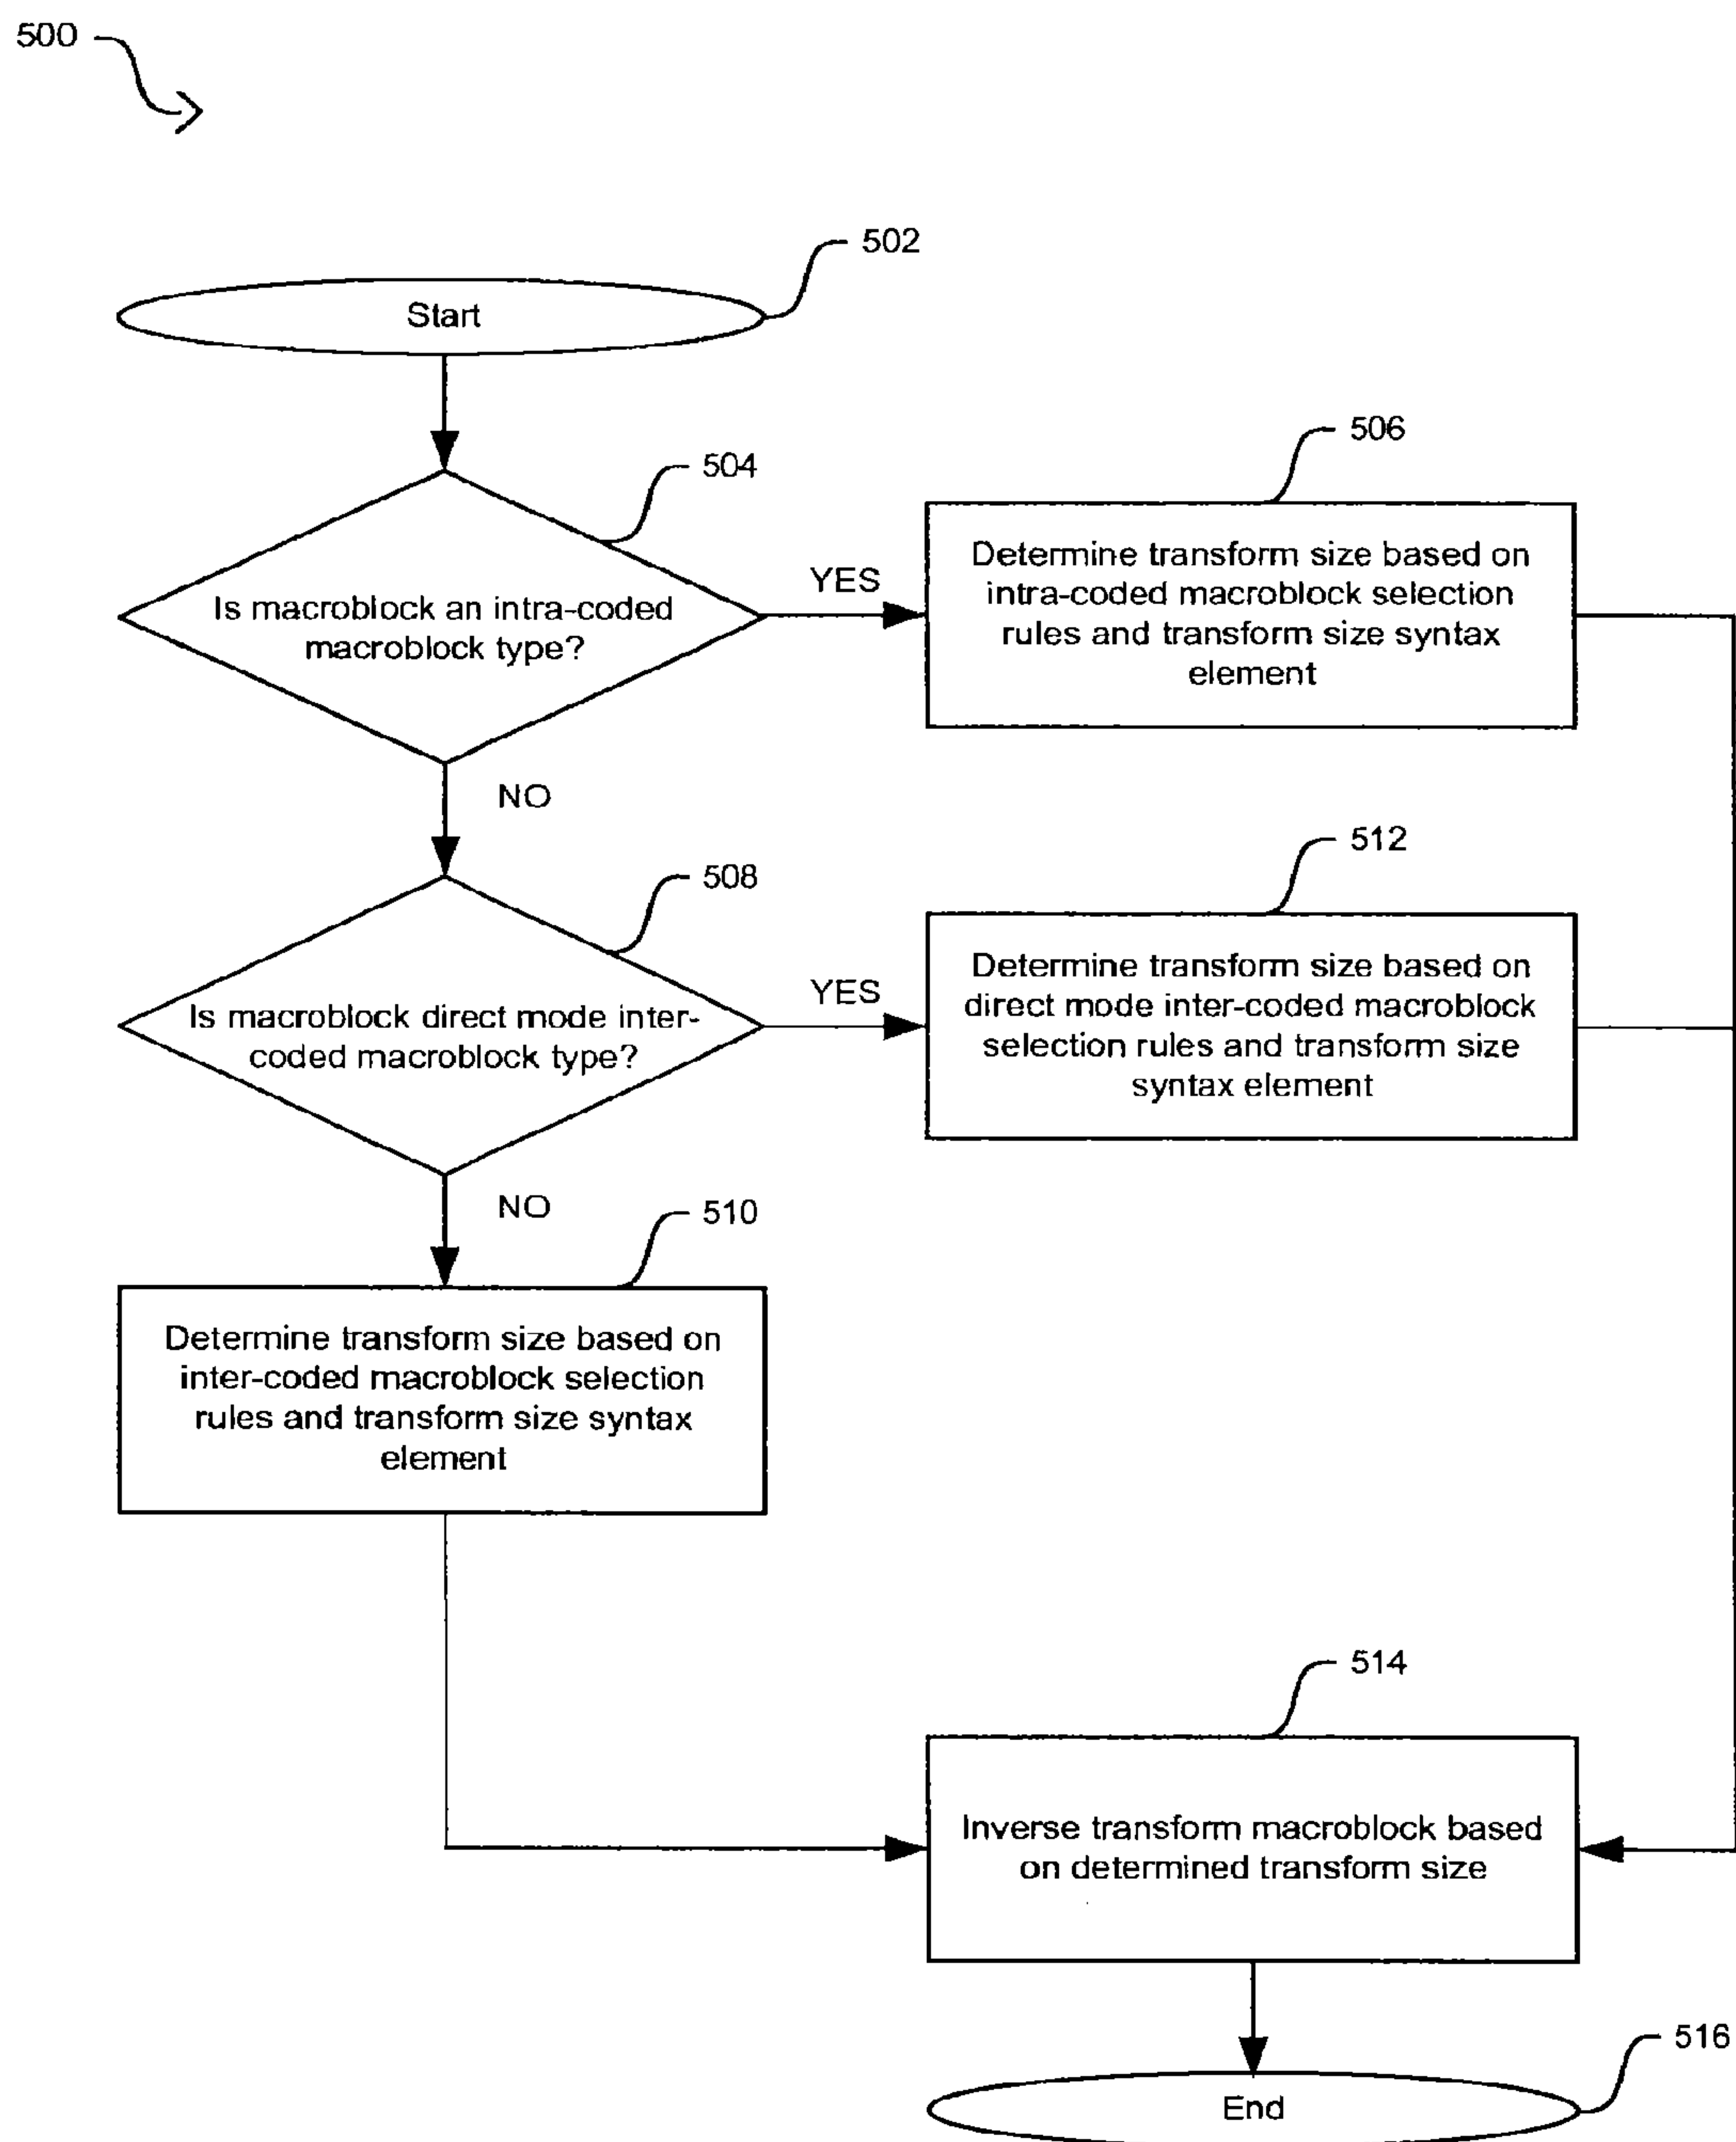 500
502
Start
504
506
Is macroblock an intra-coded
macroblock type?
YES
Determine transform size based on
intra-coded macroblock selection
rules and transform size syntax
element
NO
508
512
Is macroblock direct mode inter-
coded macroblock type?
YES
Determine transform size based on
direct mode inter-coded macroblock
selection rules and transform size
syntax element
NO
510
Determine transform size based on
inter-coded macroblock selection
rules and transform size syntax
element
514
Inverse transform macroblock based
on determined transform size
516
End